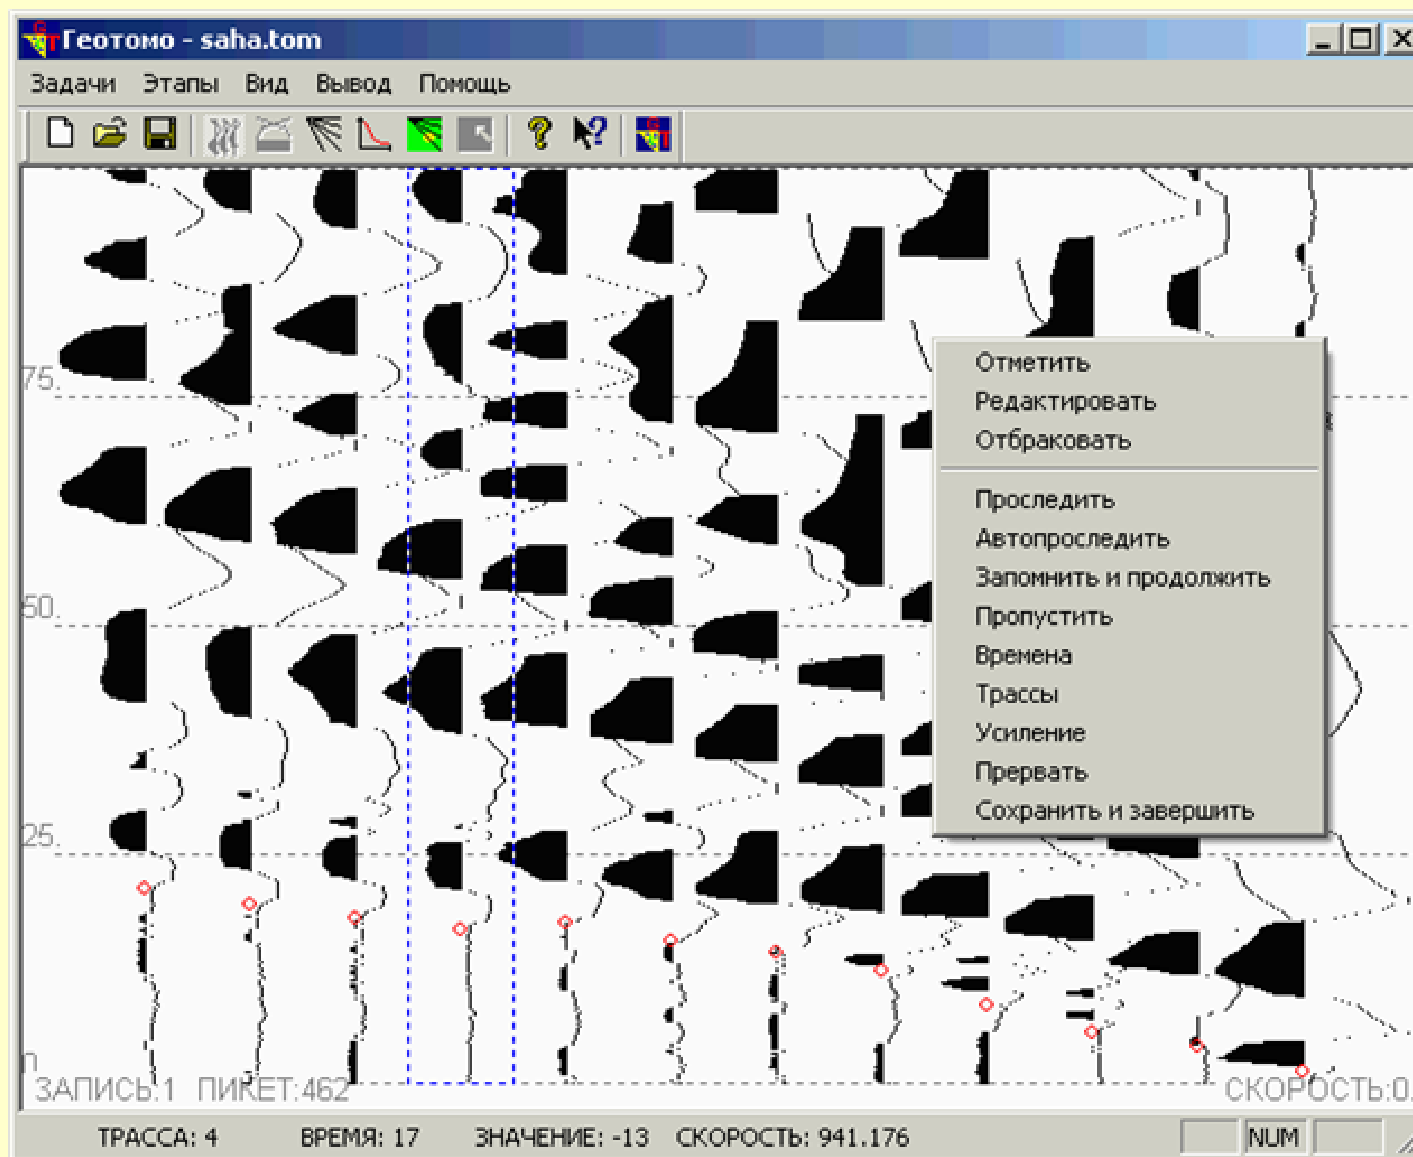 Геотомо - saha.tom
Задачи Этапы Вид Вывод Помощь
75.
50.
25.
Отметить
Редактировать
Отбраковать
Проследить
Автопроследить
Запомнить и продолжить
Пропустить
Времена
Трассы
Усиление
Прервать
Сохранить и завершить
ЗАПИСЬ:1 ПИКЕТ:462 СКОРОСТЬ:0.
ТРАССА: 4 ВРЕМЯ: 17 ЗНАЧЕНИЕ: -13 СКОРОСТЬ: 941.176 NUM